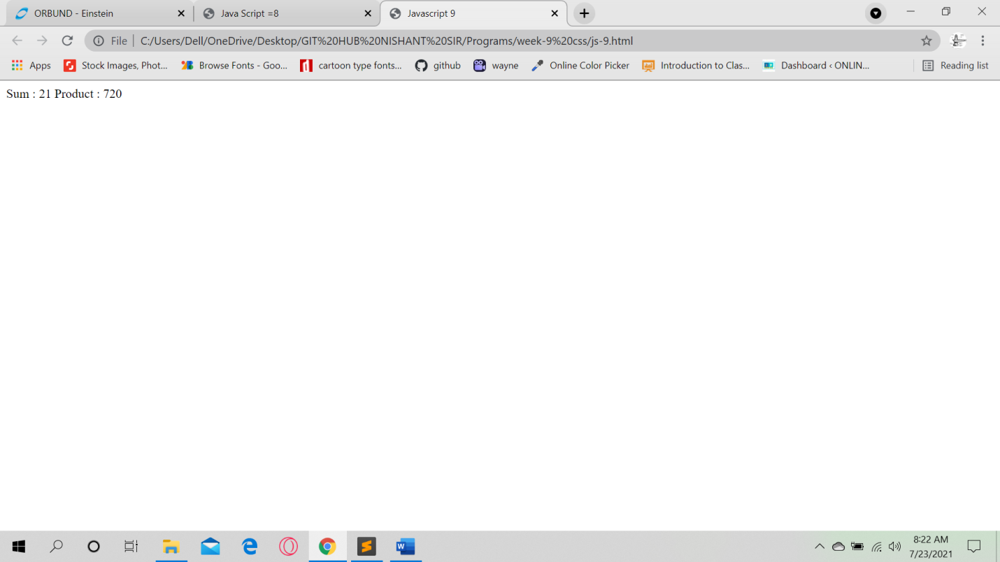 ORBUND - Einstein Java Script =8 Javascript 9
File C:/Users/Dell/OneDrive/Desktop/GIT%20HUB%20NISHANT%20SIR/Programs/week-9%20css/js-9.html
Apps Stock Images, Phot... Browse Fonts - Goo... cartoon type fonts... github wayne Online Color Picker Introduction to Clas... Dashboard ‹ ONLIN... Reading list
Sum : 21 Product : 720
8:22 AM
7/23/2021